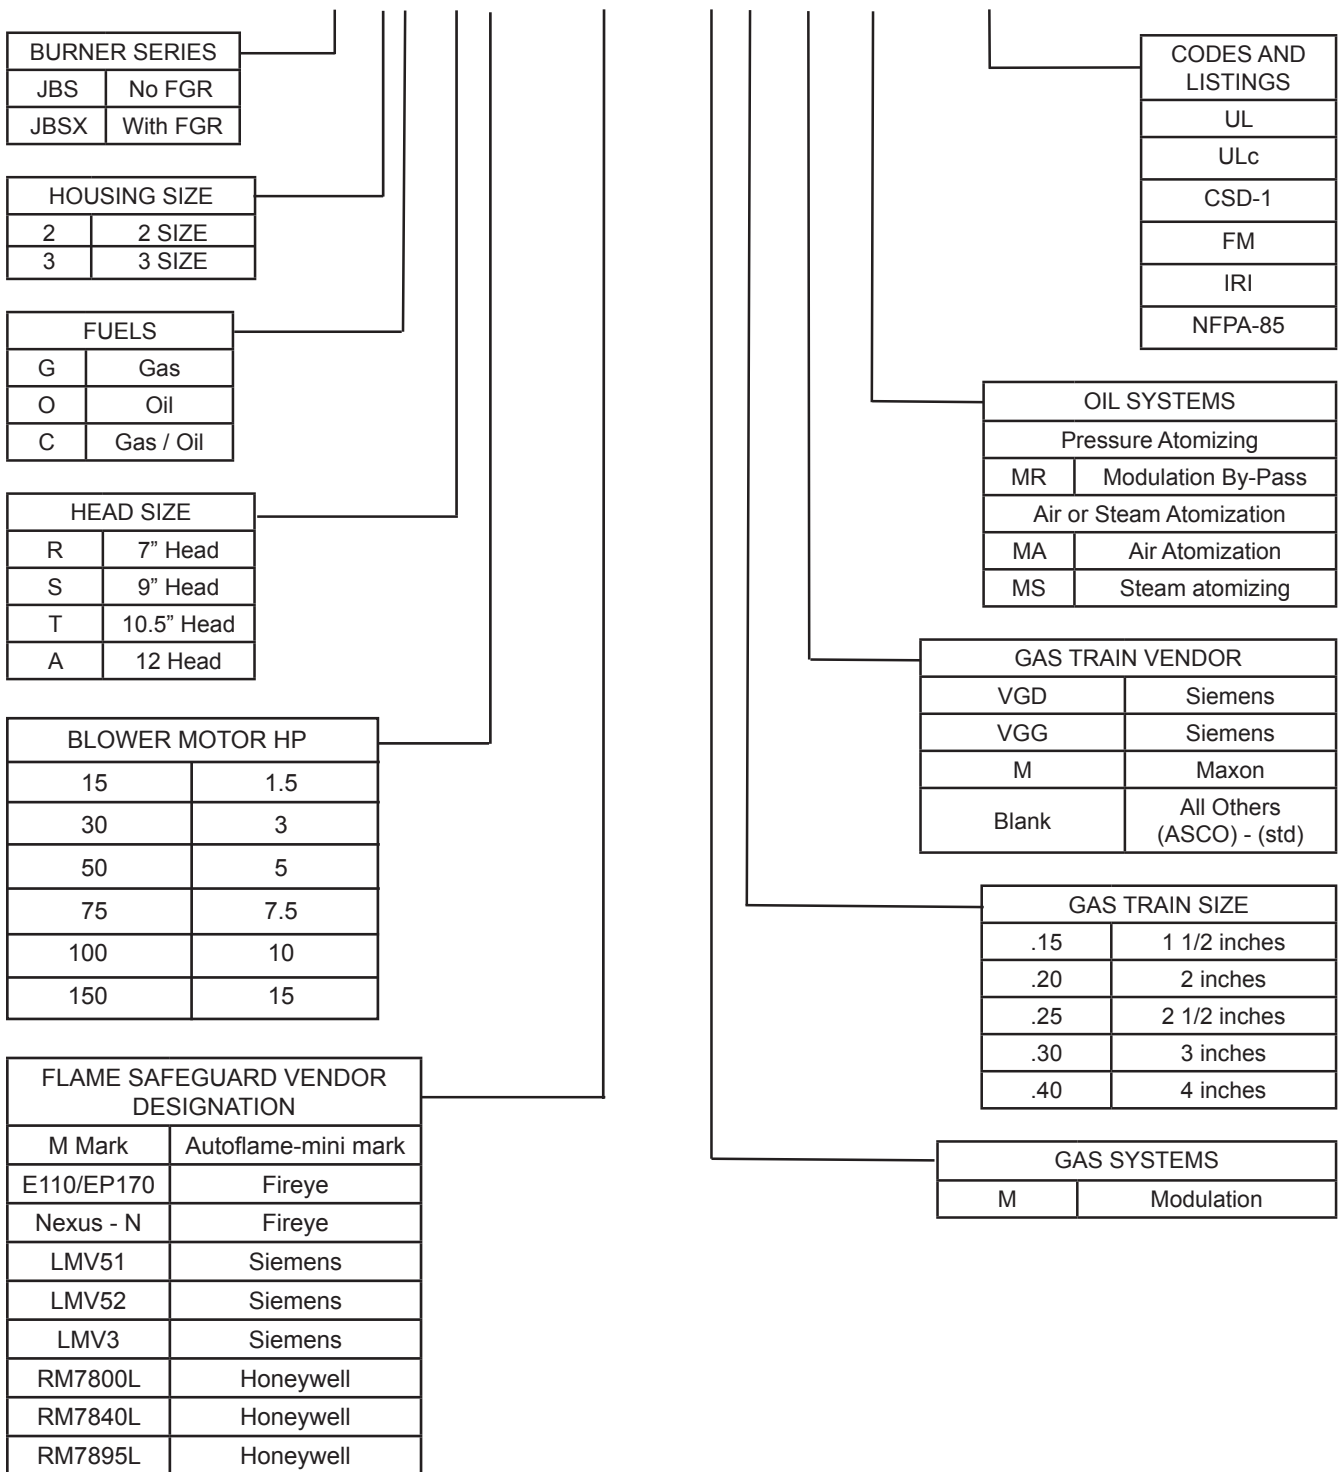 BURNER SERIES
JBS No FGR
JBSX With FGR
HOUSING SIZE
2 2 SIZE
3 3 SIZE
FUELS
G Gas
O Oil
C Gas / Oil
HEAD SIZE
R 7” Head
S 9” Head
T 10.5” Head
A 12 Head
BLOWER MOTOR HP
15 1.5
30 3
50 5
75 7.5
100 10
150 15
FLAME SAFEGUARD VENDOR
DESIGNATION
M Mark Autoflame-mini mark
E110/EP170 Fireye
Nexus - N Fireye
LMV51 Siemens
LMV52 Siemens
LMV3 Siemens
RM7800L Honeywell
RM7840L Honeywell
RM7895L Honeywell
CODES AND
LISTINGS
UL
ULc
CSD-1
FM
IRI
NFPA-85
OIL SYSTEMS
Pressure Atomizing
MR Modulation By-Pass
Air or Steam Atomization
MA Air Atomization
MS Steam atomizing
GAS TRAIN VENDOR
VGD Siemens
VGG Siemens
M Maxon
Blank All Others
(ASCO) - (std)
GAS TRAIN SIZE
.15 1 1/2 inches
.20 2 inches
.25 2 1/2 inches
.30 3 inches
.40 4 inches
GAS SYSTEMS
M Modulation